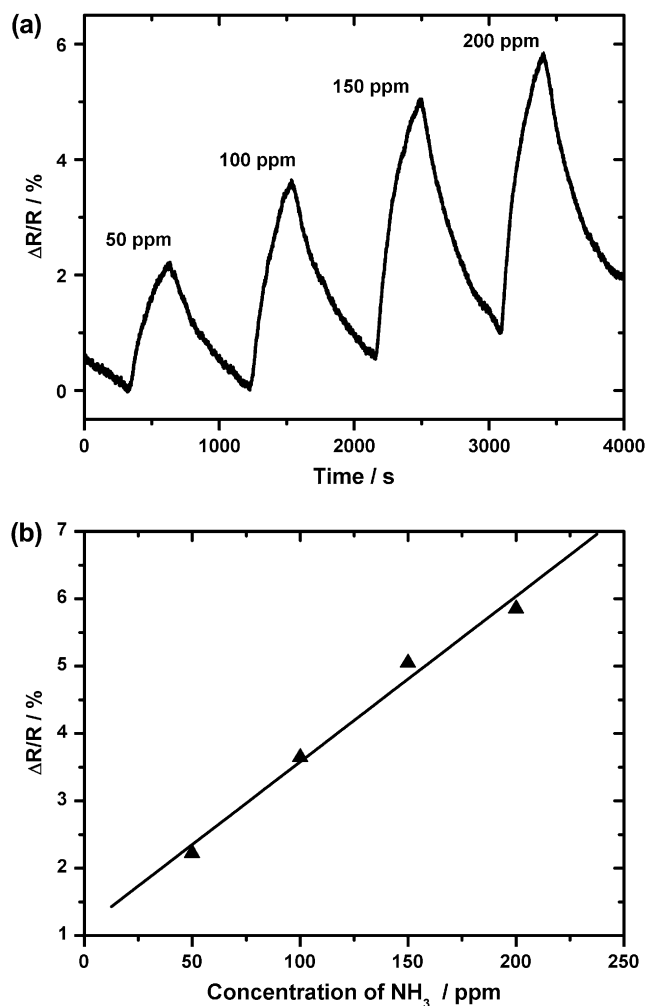 (a)
6
4
2
0
ΔR/R / %
50 ppm
100 ppm
150 ppm
200 ppm
0 1000 2000 3000 4000
Time / s
(b)
7
6
5
4
3
2
1
ΔR/R / %
0 50 100 150 200 250
Concentration of NH₃ / ppm